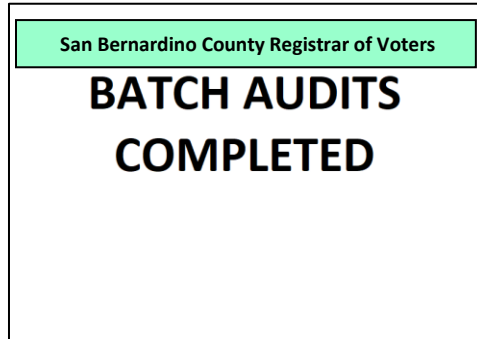 San Bernardino County Registrar of Voters
BATCH AUDITS
COMPLETED